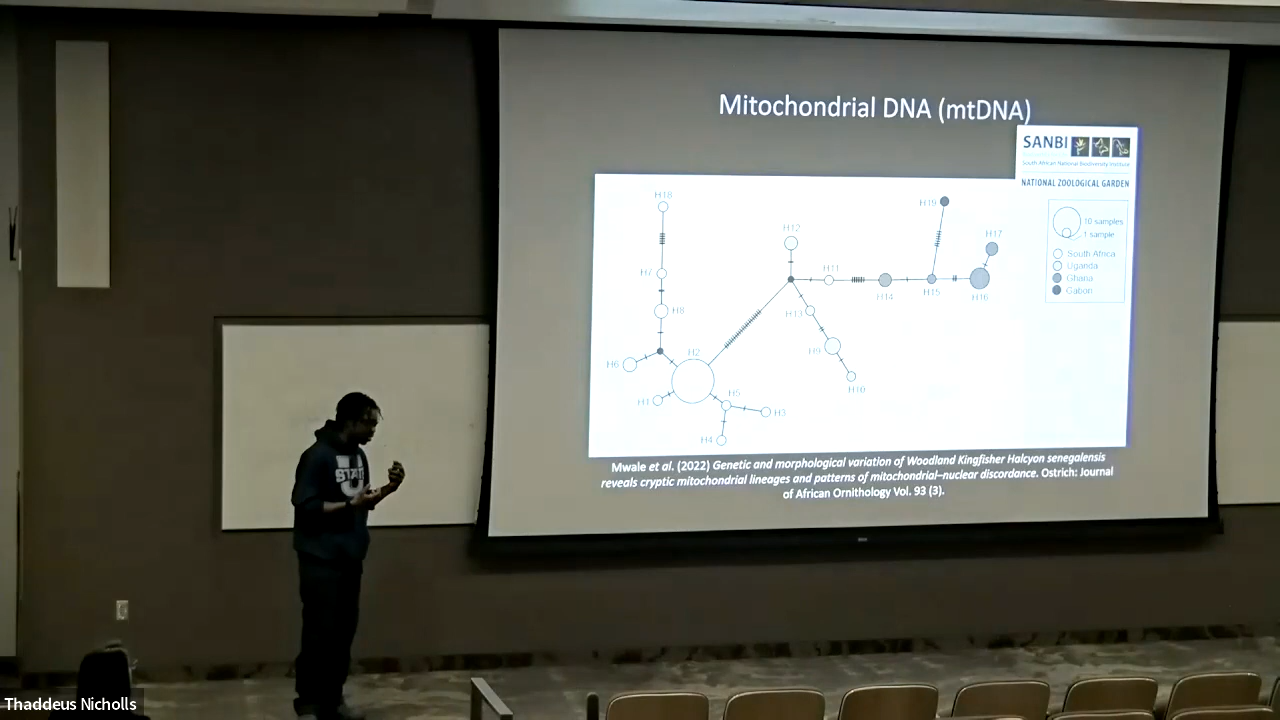 Mitochondrial DNA (mtDNA)
SANBI
South African National Biodiversity Institute
NATIONAL ZOOLOGICAL GARDEN
H18
H19
H12
H17
10 samples
1 sample
H7
H11
South Africa
Uganda
Ghana
Gabon
H14
H15
H16
H8
H13
H2
H9
H6
H10
H1
H5
H3
H4
Mwale et al. (2022) Genetic and morphological variation of Woodland Kingfisher Halcyon senegalensis
reveals cryptic mitochondrial lineages and patterns of mitochondrial–nuclear discordance. Ostrich: Journal
of African Ornithology Vol. 93 (3).
U
STATE
Thaddeus Nicholls